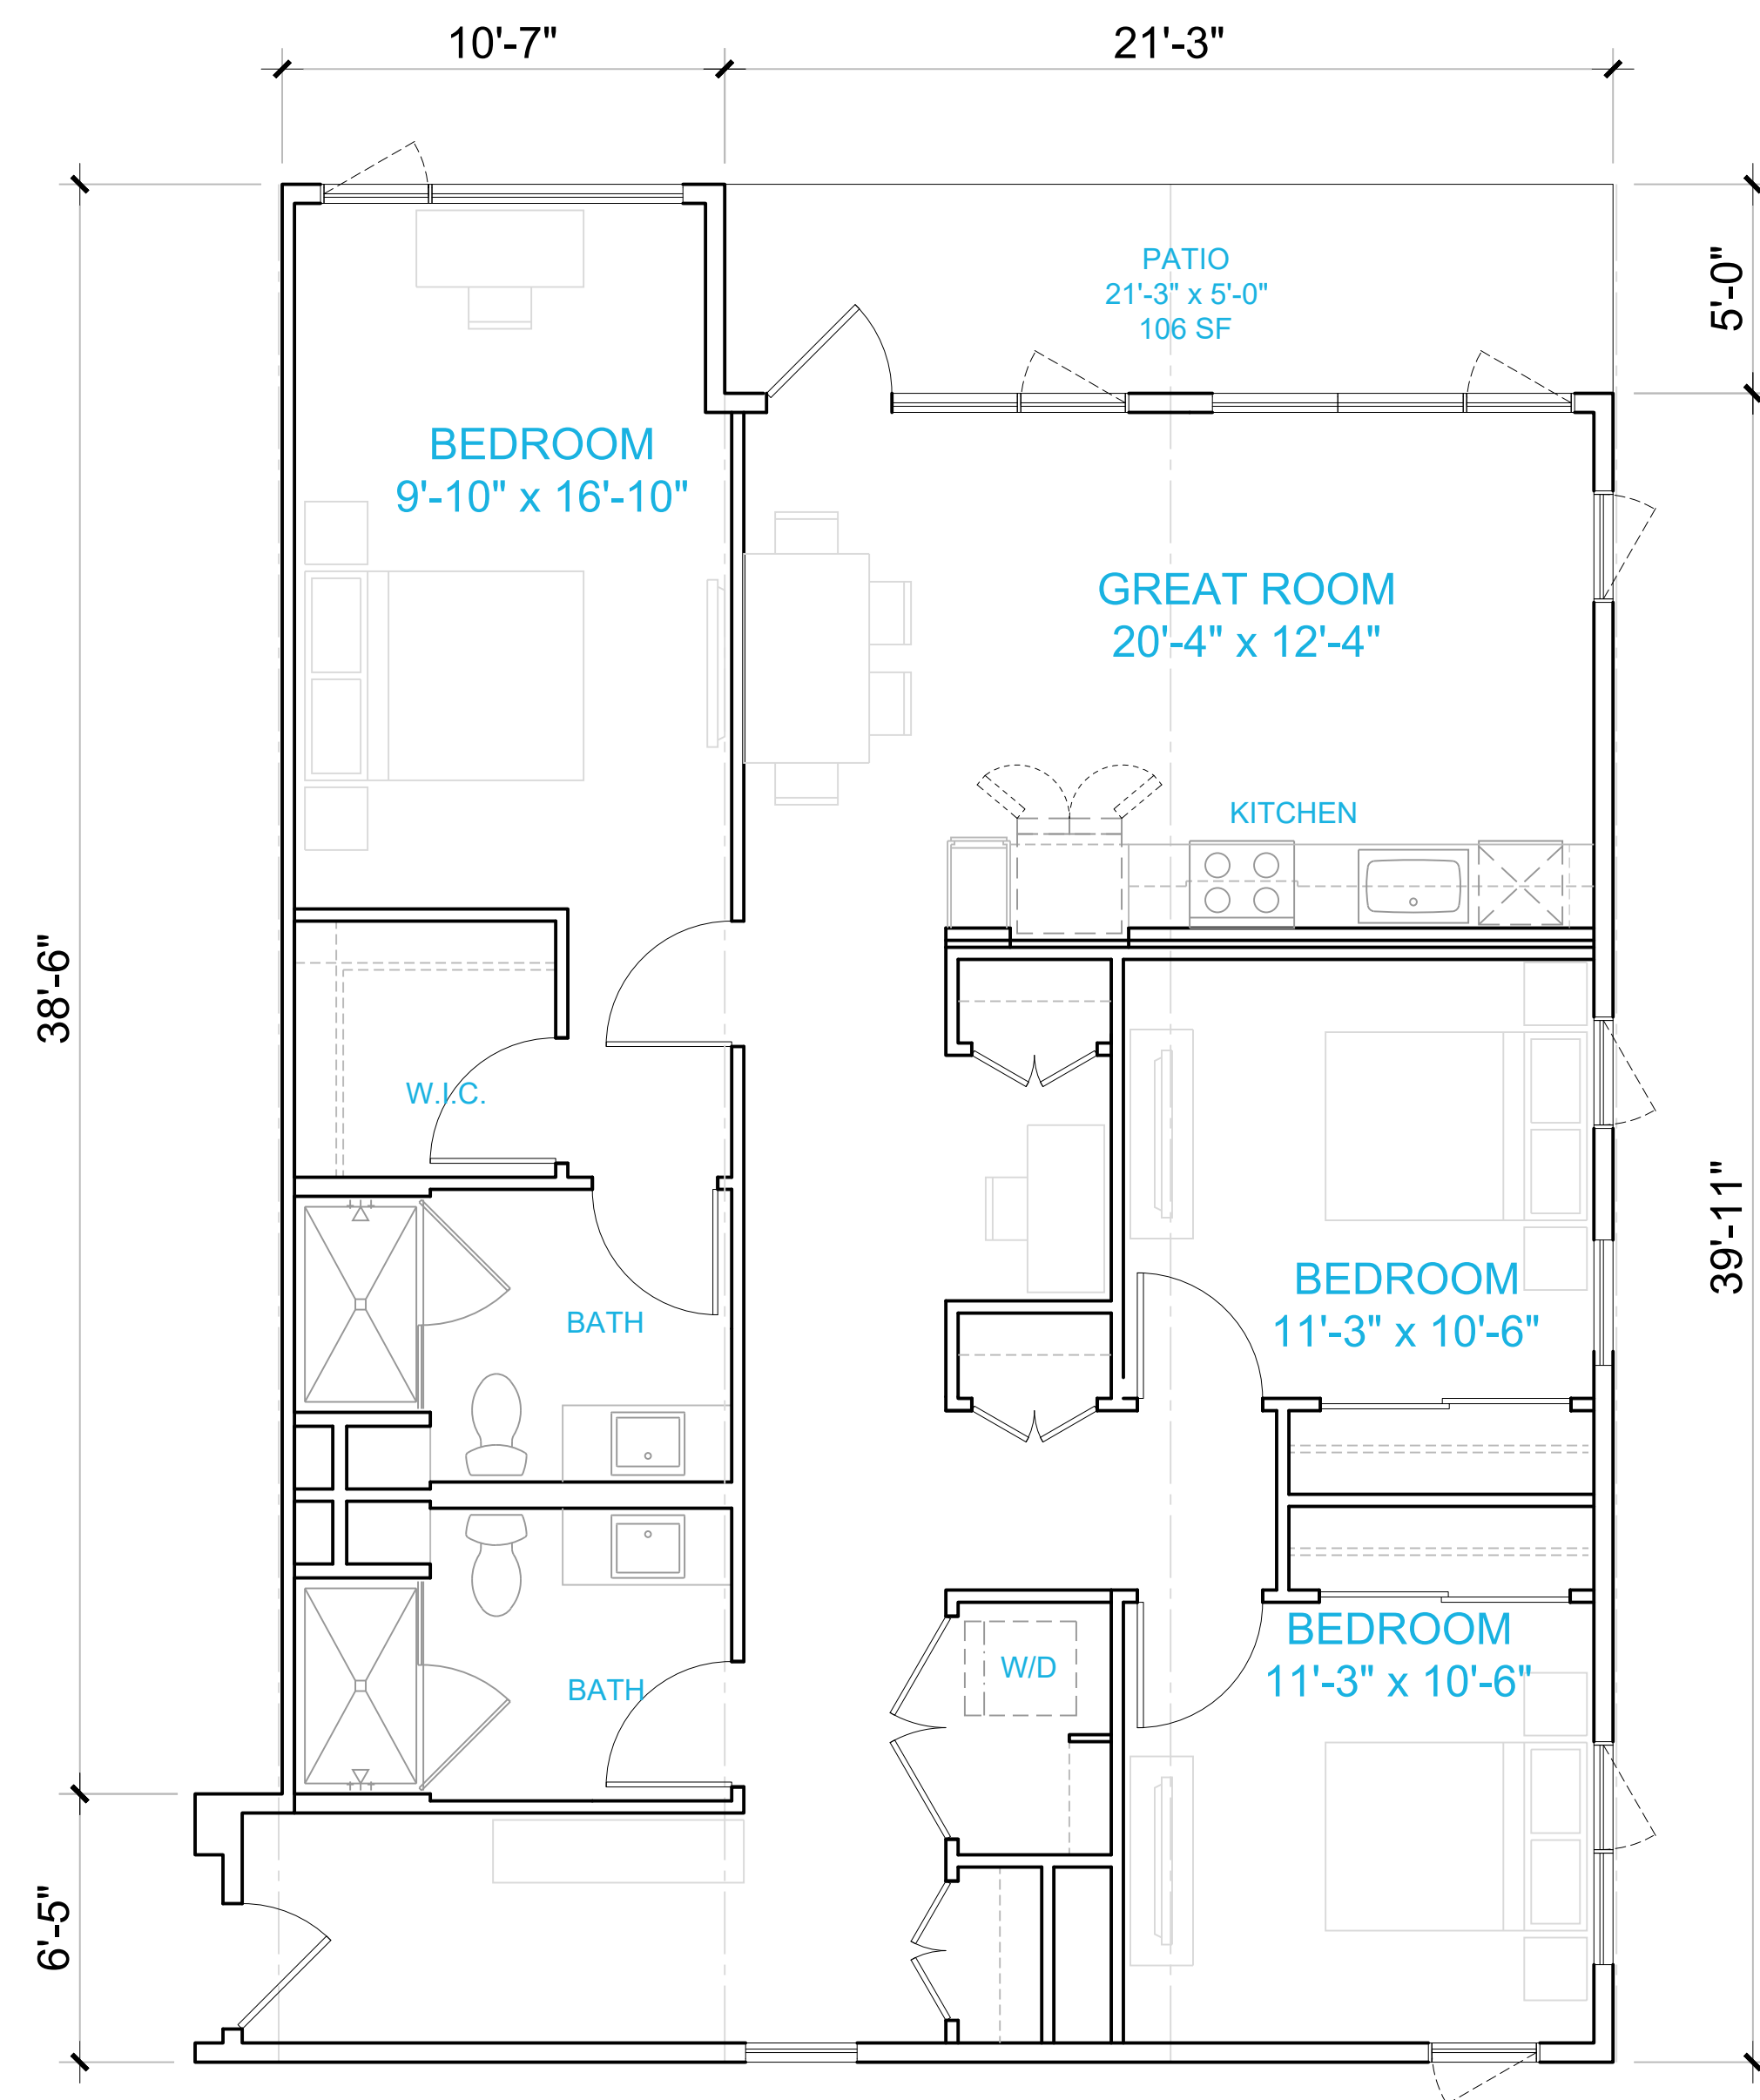 10'-7"
21'-3"
PATIO
21'-3" x 5'-0"
106 SF
5'-0"
BEDROOM
9'-10" x 16'-10"
GREAT ROOM
20'-4" x 12'-4"
KITCHEN
38'-6"
W.I.C.
39'-11"
BEDROOM
11'-3" x 10'-6"
BATH
BEDROOM
11'-3" x 10'-6"
W/D
BATH
6'-5"